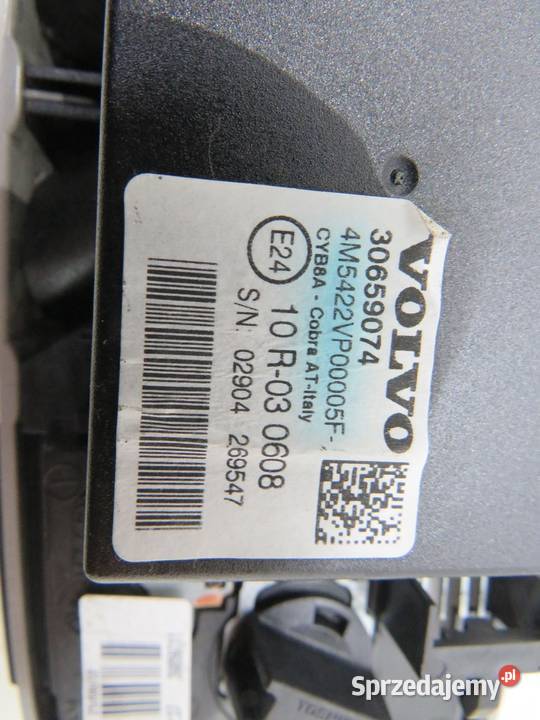 VOLVO
30659074
4M5422VP00005F-
CYB8A - Cobra AT-Italy
E24
10 R-03 0608
S/N: 02904 269547
Sprzedajemy.pl